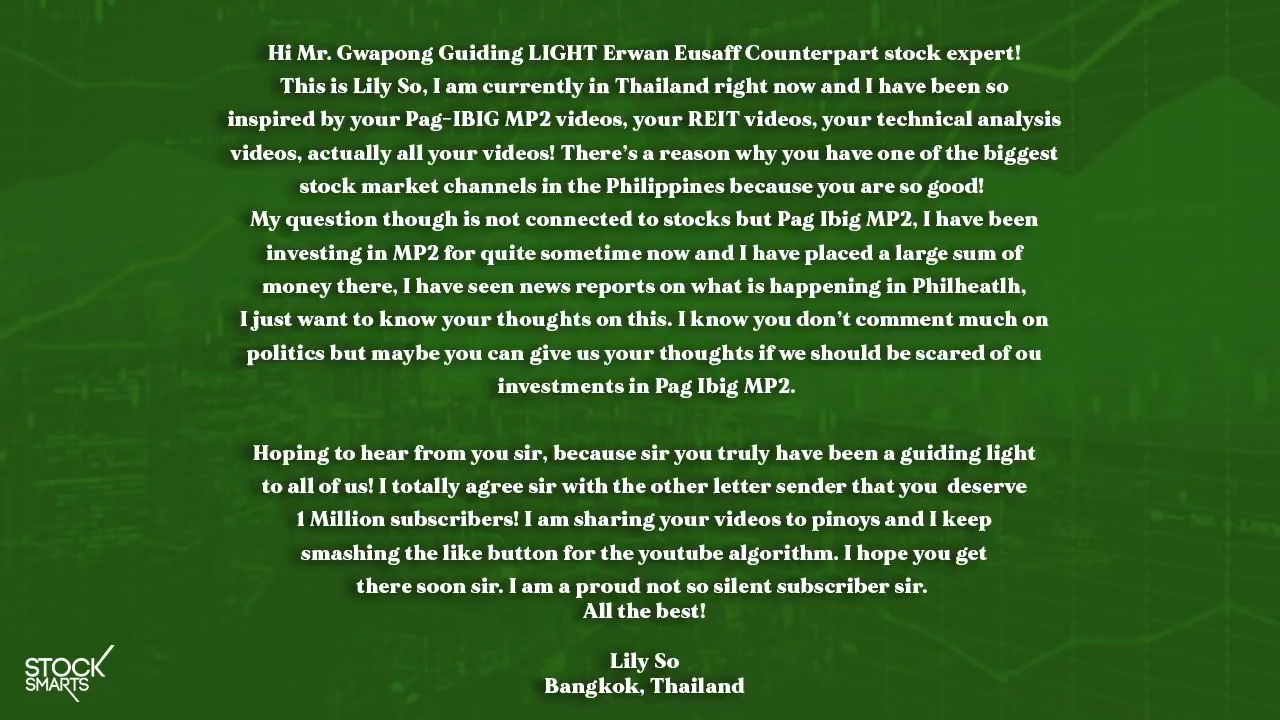 Hi Mr. Gwapong Guiding LIGHT Erwan Eusaff Counterpart stock expert!
This is Lily So, I am currently in Thailand right now and I have been so
inspired by your Pag-IBIG MP2 videos, your REIT videos, your technical analysis
videos, actually all your videos! There's a reason why you have one of the biggest
stock market channels in the Philippines because you are so good!
My question though is not connected to stocks but Pag Ibig MP2, I have been
investing in MP2 for quite sometime now and I have placed a large sum of
money there, I have seen news reports on what is happening in Philheatlh,
I just want to know your thoughts on this. I know you don't comment much on
politics but maybe you can give us your thoughts if we should be scared of ou
investments in Pag Ibig MP2.
Hoping to hear from you sir, because sir you truly have been a guiding light
to all of us! I totally agree sir with the other letter sender that you deserve
1 Million subscribers! I am sharing your videos to pinoys and I keep
smashing the like button for the youtube algorithm. I hope you get
there soon sir. I am a proud not so silent subscriber sir.
All the best!
Lily So
Bangkok, Thailand
STOCK
SMARTS